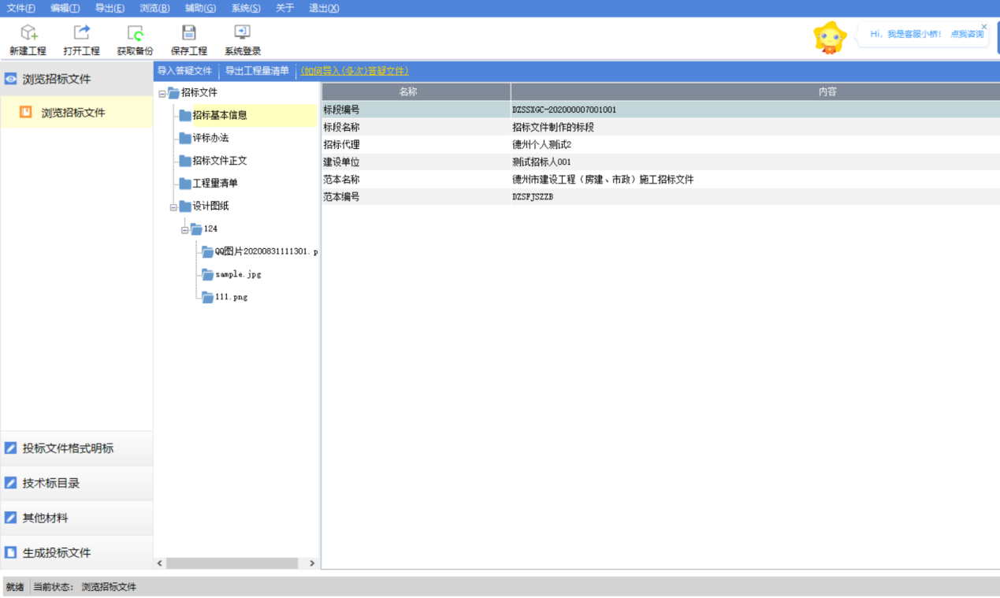 文件(F) 编辑(T) 导出(E) 浏览(B) 辅助(G) 系统(S) 关于 退出(X)
新建工程 打开工程 获取备份 保存工程 系统登录
Hi，我是客服小桥！ 点我咨询
浏览招标文件
浏览招标文件
投标文件格式明标
技术标目录
其他材料
生成投标文件
导入答疑文件 导出工程量清单 (如何导入(多次)答疑文件)
招标文件
招标基本信息
评标办法
招标文件正文
工程量清单
设计图纸
124
QQ图片20200831111301.p
sample.jpg
111.png
名称 内容
标段编号 DZSSXGC-202000007001001
标段名称 招标文件制作的标段
招标代理 德州个人测试2
建设单位 测试招标人001
范本名称 德州市建设工程（房建、市政）施工招标文件
范本编号 DZSFJSZZB
就绪 当前状态： 浏览招标文件